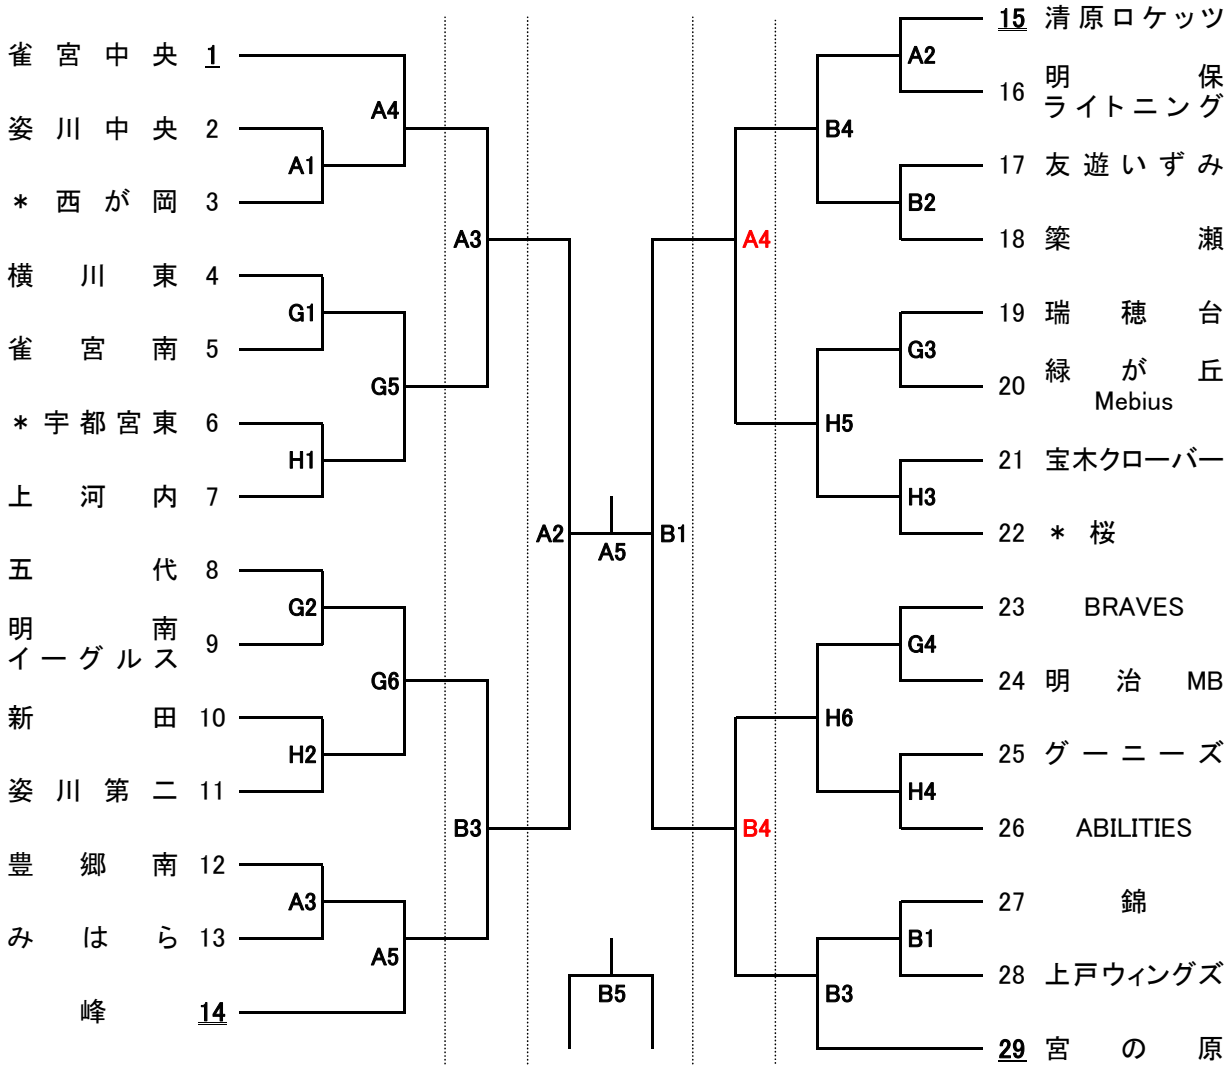 雀宮中央 1
姿川中央 2
＊西が岡 3
横川東 4
雀宮南 5
＊宇都宮東 6
上河内 7
五代 8
明南
イーグルス 9
新田 10
姿川第二 11
豊郷南 12
みはら 13
峰 14
A4
A1
G1
G5
H1
G2
G6
H2
A3
A5
A3
B3
A2
A5
B5
B1
A4
B4
B4
H5
H6
B3
A2
B2
G3
H3
G4
H4
B1
15 清原ロケッツ
16 明保
ライトニング
17 友遊いずみ
18 簗瀬
19 瑞穂台
20 緑が丘
Mebius
21 宝木クローバー
22 ＊桜
23 BRAVES
24 明治 MB
25 グーニーズ
26 ABILITIES
27 錦
28 上戸ウィングズ
29 宮の原